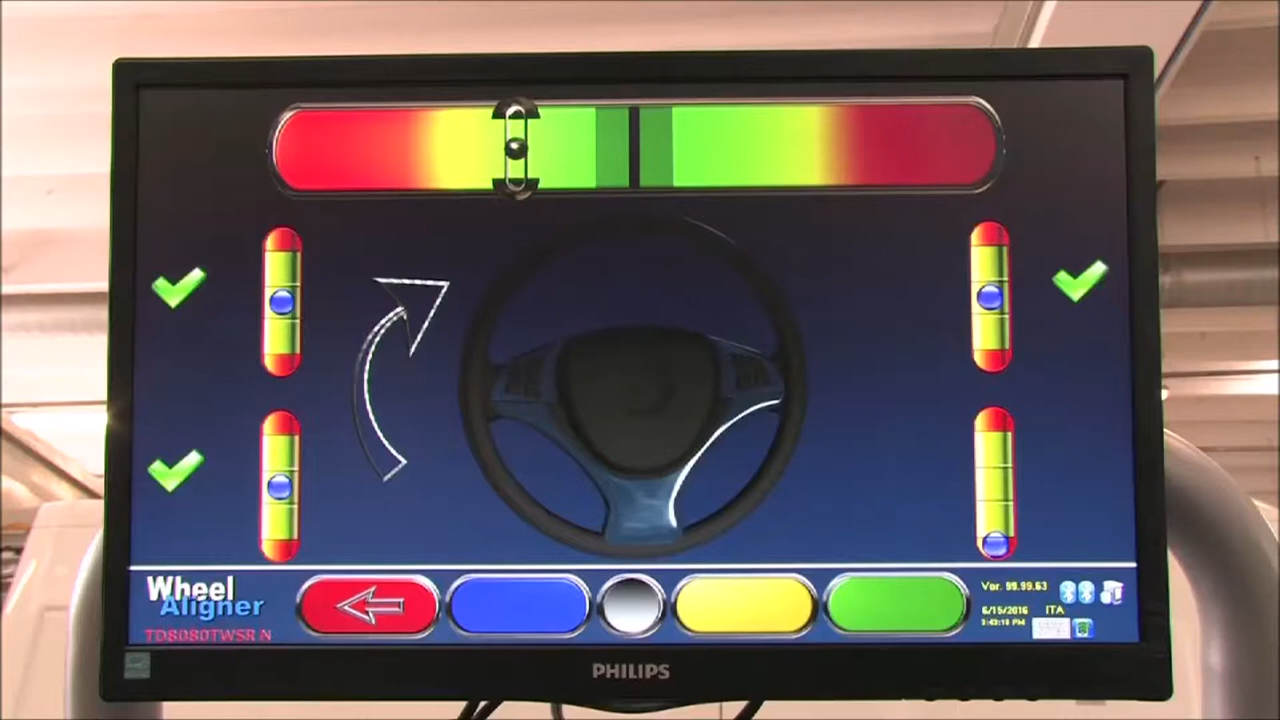 Wheel
Aligner
TD8080TWSR N
Ver. 99.99.63
6/15/2016 ITA
PHILIPS